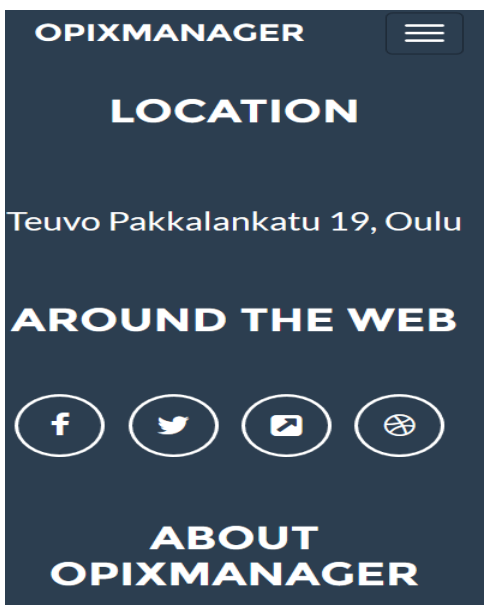 OPIXMANAGER
LOCATION
Teuvo Pakkalankatu 19, Oulu
AROUND THE WEB
ABOUT
OPIXMANAGER